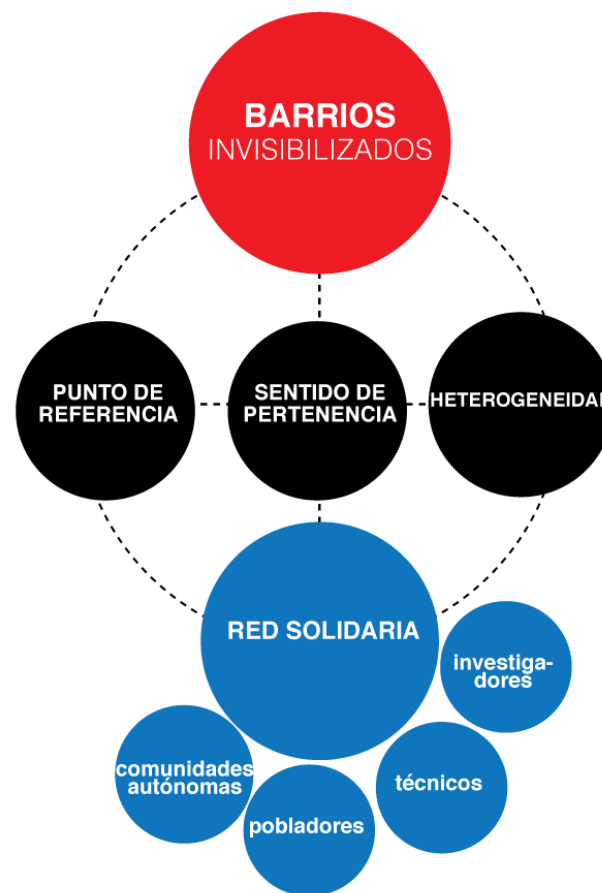 BARRIOS
INVISIBILIZADOS
PUNTO DE
REFERENCIA
SENTIDO DE
PERTENENCIA
HETEROGENEIDAD
RED SOLIDARIA
investiga-
dores
comunidades
autónomas
técnicos
pobladores